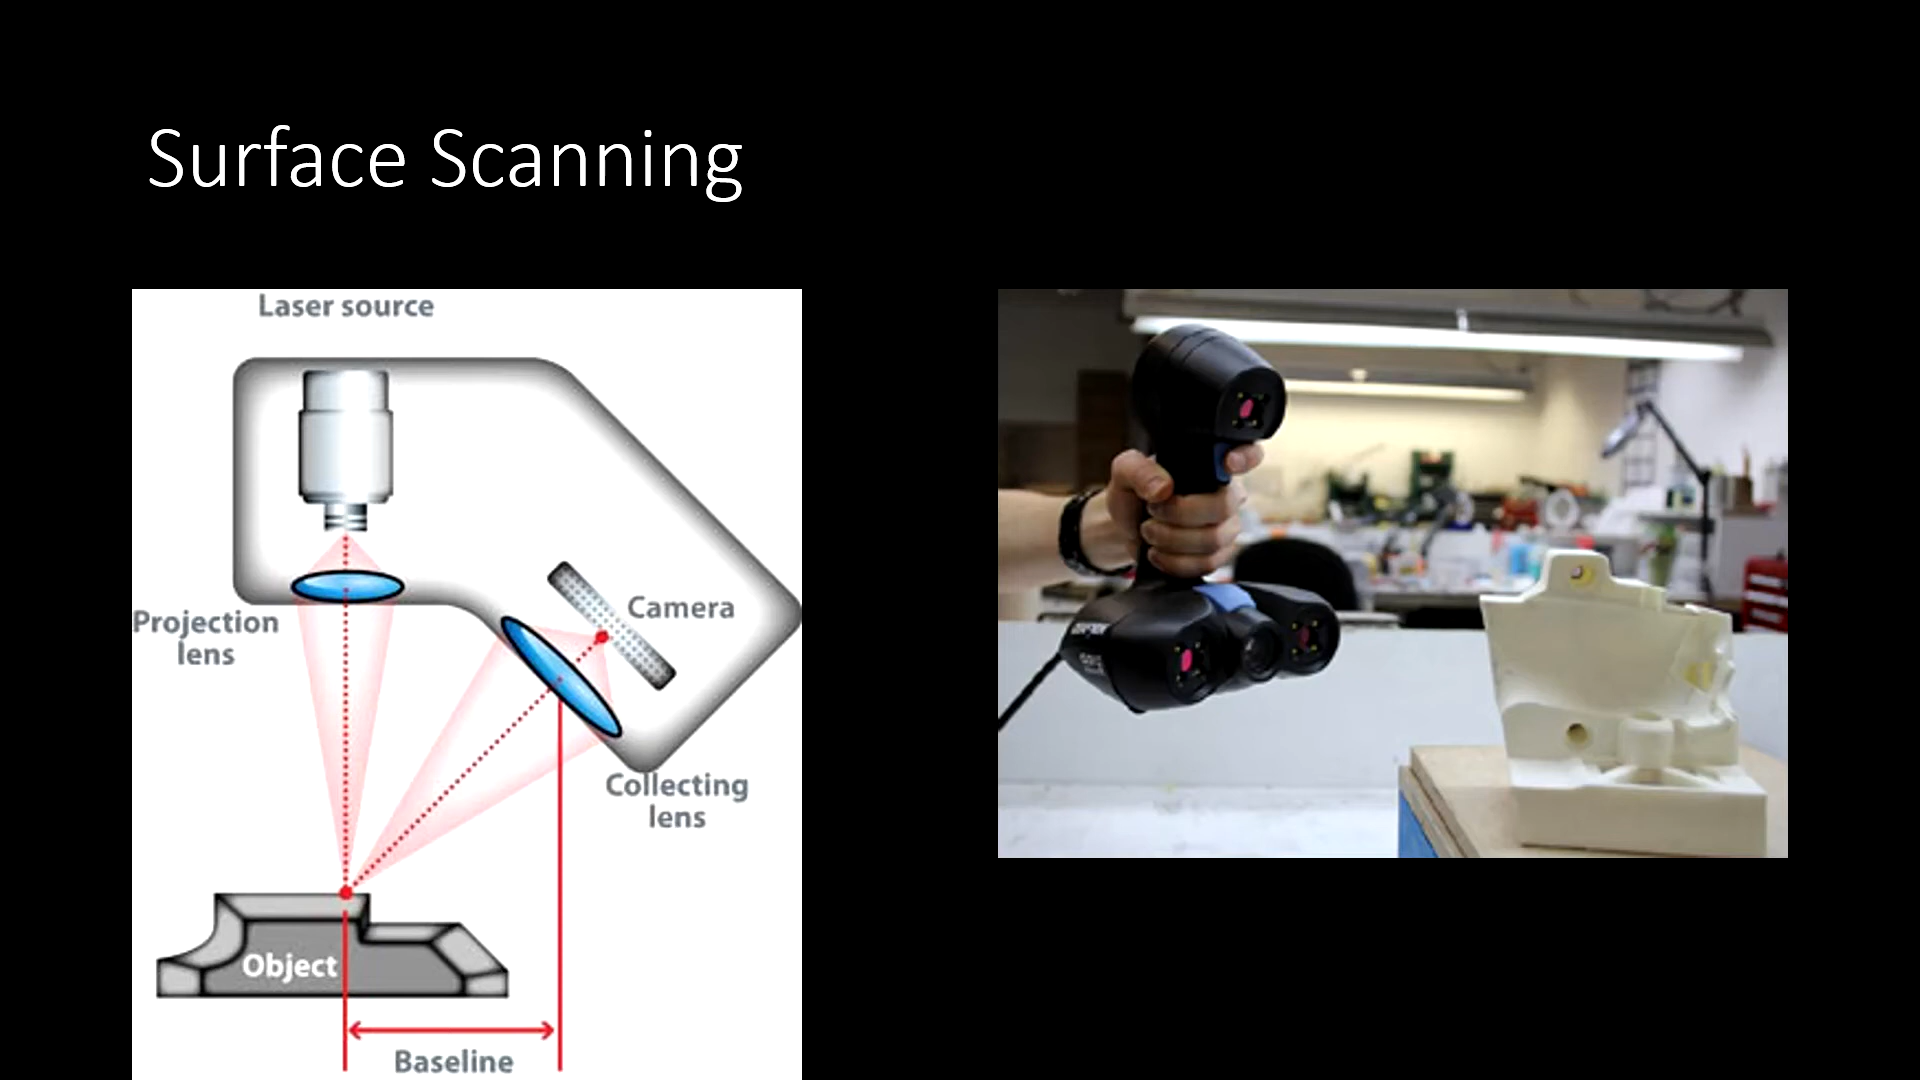 Surface Scanning
Laser source
Projection
lens
Camera
Collecting
lens
Object
Baseline